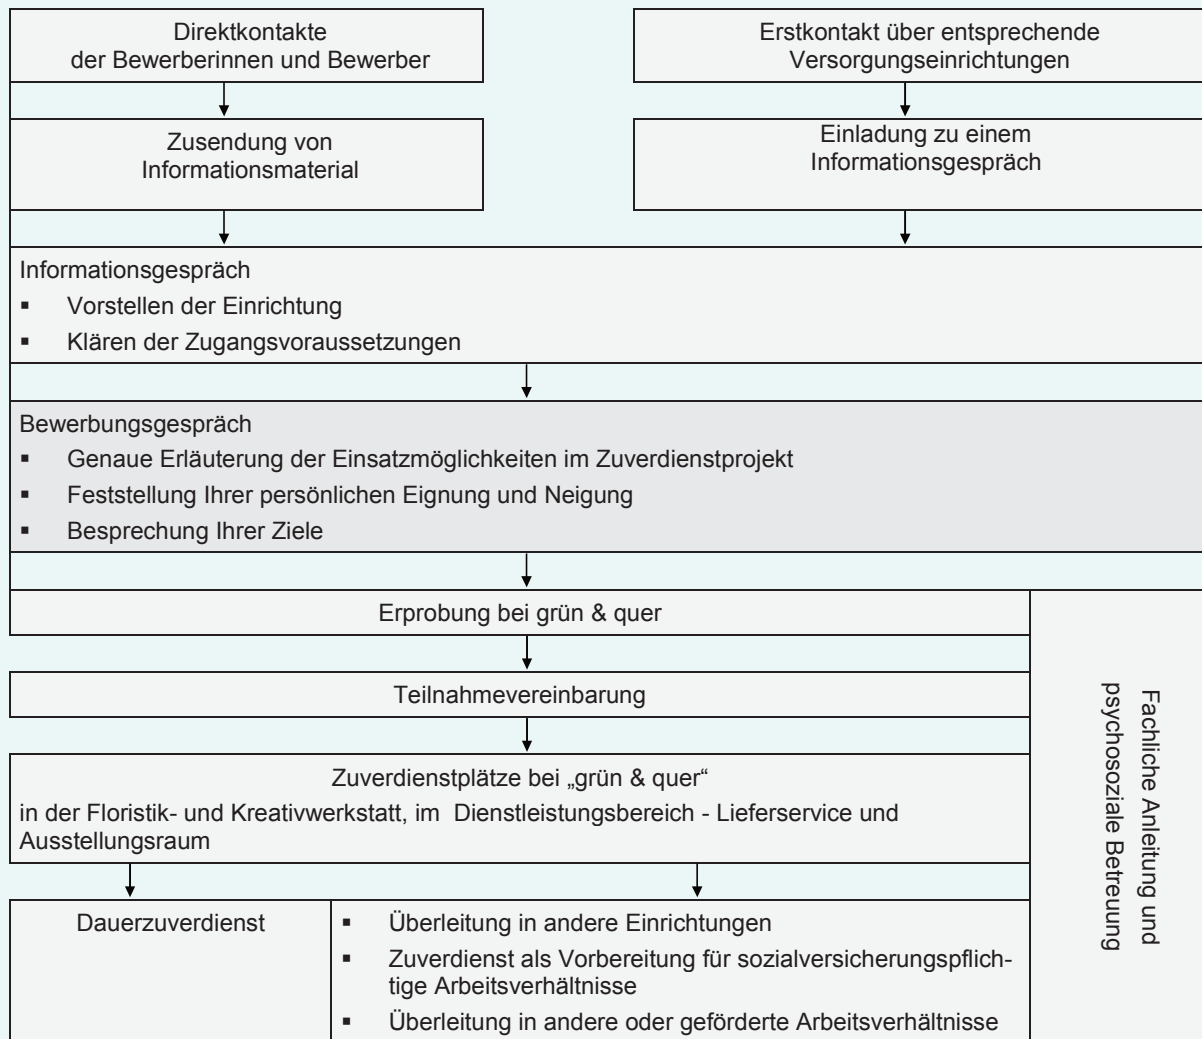 Direktkontakte
der Bewerberinnen und Bewerber
Erstkontakt über entsprechende
Versorgungseinrichtungen
Zusendung von
Informationsmaterial
Einladung zu einem
Informationsgespräch
Informationsgespräch
▪ Vorstellen der Einrichtung
▪ Klären der Zugangsvoraussetzungen
Bewerbungsgespräch
▪ Genaue Erläuterung der Einsatzmöglichkeiten im Zuverdienstprojekt
▪ Feststellung Ihrer persönlichen Eignung und Neigung
▪ Besprechung Ihrer Ziele
Erprobung bei grün & quer
Teilnahmevereinbarung
Zuverdienstplätze bei „grün & quer“
in der Floristik- und Kreativwerkstatt, im Dienstleistungsbereich - Lieferservice und
Ausstellungsraum
Dauerzuverdienst
▪ Überleitung in andere Einrichtungen
▪ Zuverdienst als Vorbereitung für sozialversicherungspflich-
tige Arbeitsverhältnisse
▪ Überleitung in andere oder geförderte Arbeitsverhältnisse
Fachliche Anleitung und
psychosoziale Betreuung